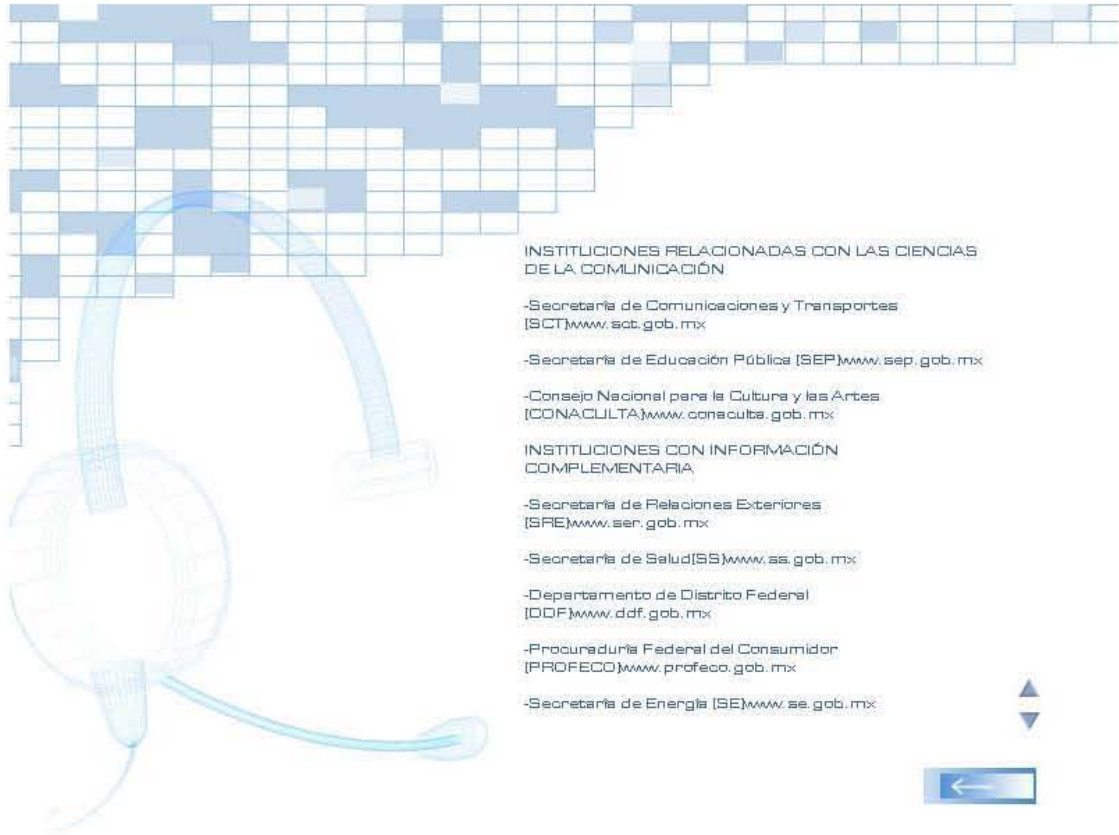 INSTITUCIONES RELACIONADAS CON LAS CIENCIAS
DE LA COMUNICACIÓN
-Secretaría de Comunicaciones y Transportes
[SCT]www.sct.gob.mx
-Secretaría de Educación Pública [SEP]www.sep.gob.mx
-Consejo Nacional para la Cultura y las Artes
[CONACULTA]www.conaculta.gob.mx
INSTITUCIONES CON INFORMACIÓN
COMPLEMENTARIA
-Secretaría de Relaciones Exteriores
[SRE]www.ser.gob.mx
-Secretaría de Salud[SS]www.ss.gob.mx
-Departamento de Distrito Federal
[DDF]www.ddf.gob.mx
-Procuraduría Federal del Consumidor
[PROFECO]www.profeco.gob.mx
-Secretaría de Energía [SE]www.se.gob.mx